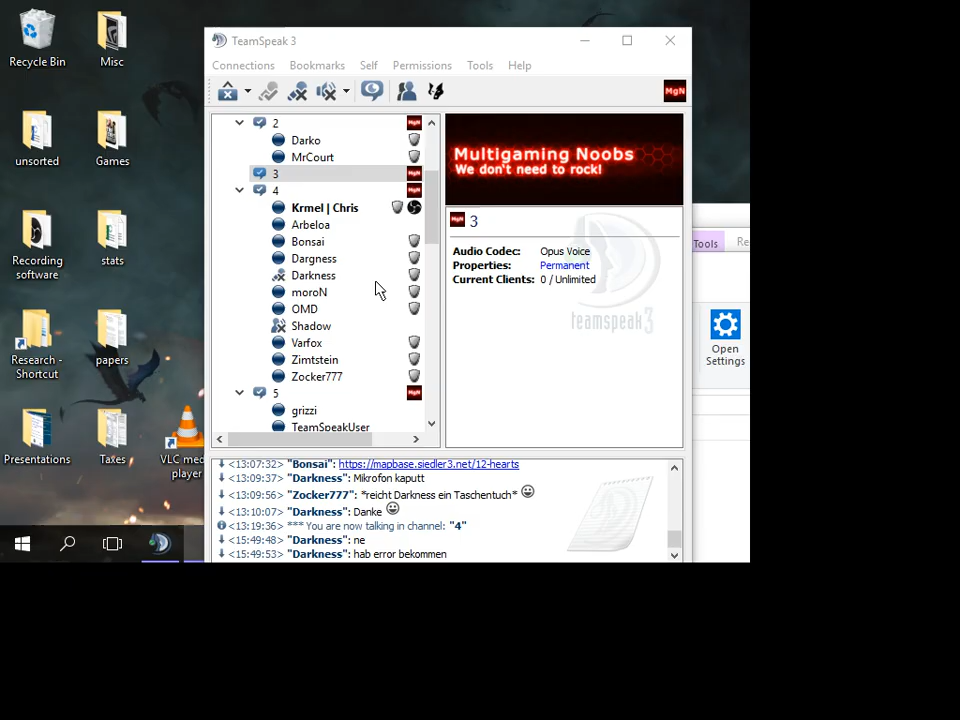 Recycle Bin
Misc
unsorted
Games
Recording
software
stats
Research -
Shortcut
papers
Presentations
Taxes
VLC med
player
TeamSpeak 3
Connections Bookmarks Self Permissions Tools Help
MgN
2
Darko
MrCourt
3
4
Krmel | Chris
Arbeloa
Bonsai
Dargness
Darkness
moroN
OMD
Shadow
Varfox
Zimtstein
Zocker777
5
grizzi
TeamSpeakUser
Multigaming Noobs
We don't need to rock!
MgN 3
Audio Codec: Opus Voice
Properties: Permanent
Current Clients: 0 / Unlimited
teamspeak3
<13:07:32> "Bonsai": https://mapbase.siedler3.net/12-hearts
<13:09:37> "Darkness": Mikrofon kaputt
<13:09:56> "Zocker777": *reicht Darkness ein Taschentuch*
<13:10:07> "Darkness": Danke
<13:19:36> *** You are now talking in channel: "4"
<15:49:48> "Darkness": ne
<15:49:53> "Darkness": hab error bekommen
Tools Re
Open
Settings